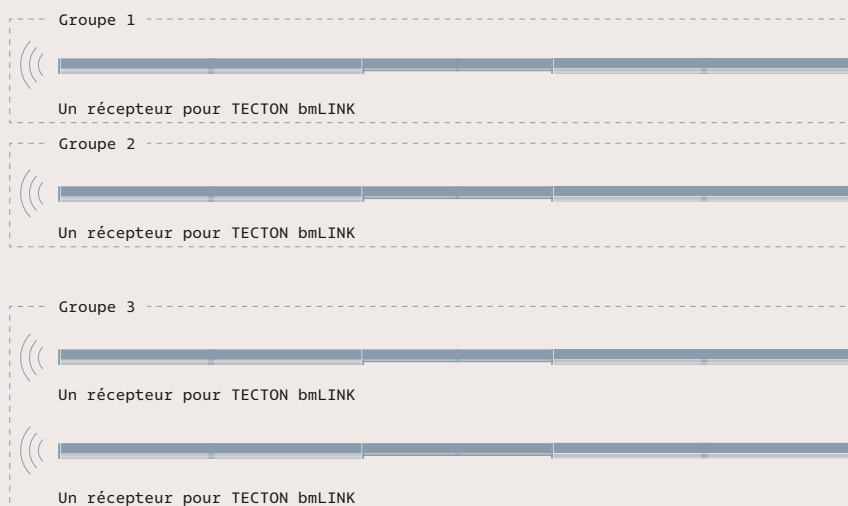 Groupe 1
Un récepteur pour TECTON bmLINK
Groupe 2
Un récepteur pour TECTON bmLINK
Groupe 3
Un récepteur pour TECTON bmLINK
Un récepteur pour TECTON bmLINK